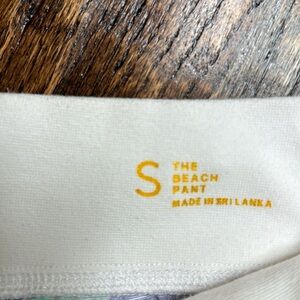 S
THE
BEACH
PANT
MADE IN SRI LANKA